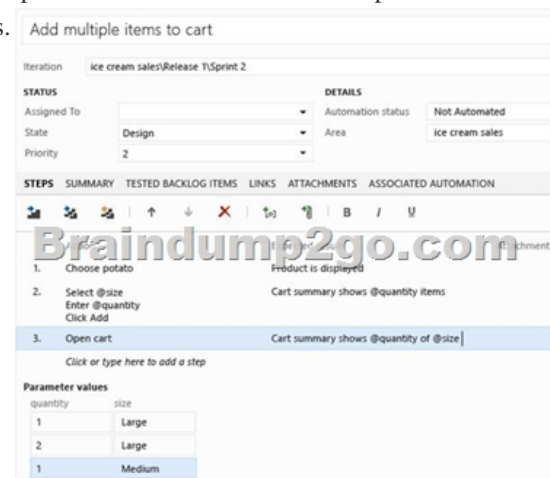 s.
Add multiple items to cart
Iteration ice cream sales\Release 1\Sprint 2
STATUS DETAILS
Assigned To Automation status Not Automated
State Design Area ice cream sales
Priority 2
STEPS SUMMARY TESTED BACKLOG ITEMS LINKS ATTACHMENTS ASSOCIATED AUTOMATION
B I U
Braindump2go.com
1. Choose potato Product is displayed
2. Select @size Cart summary shows @quantity items
Enter @quantity
Click Add
3. Open cart Cart summary shows @quantity of @size
Click or type here to add a step
Parameter values
quantity size
1 Large
2 Large
1 Medium